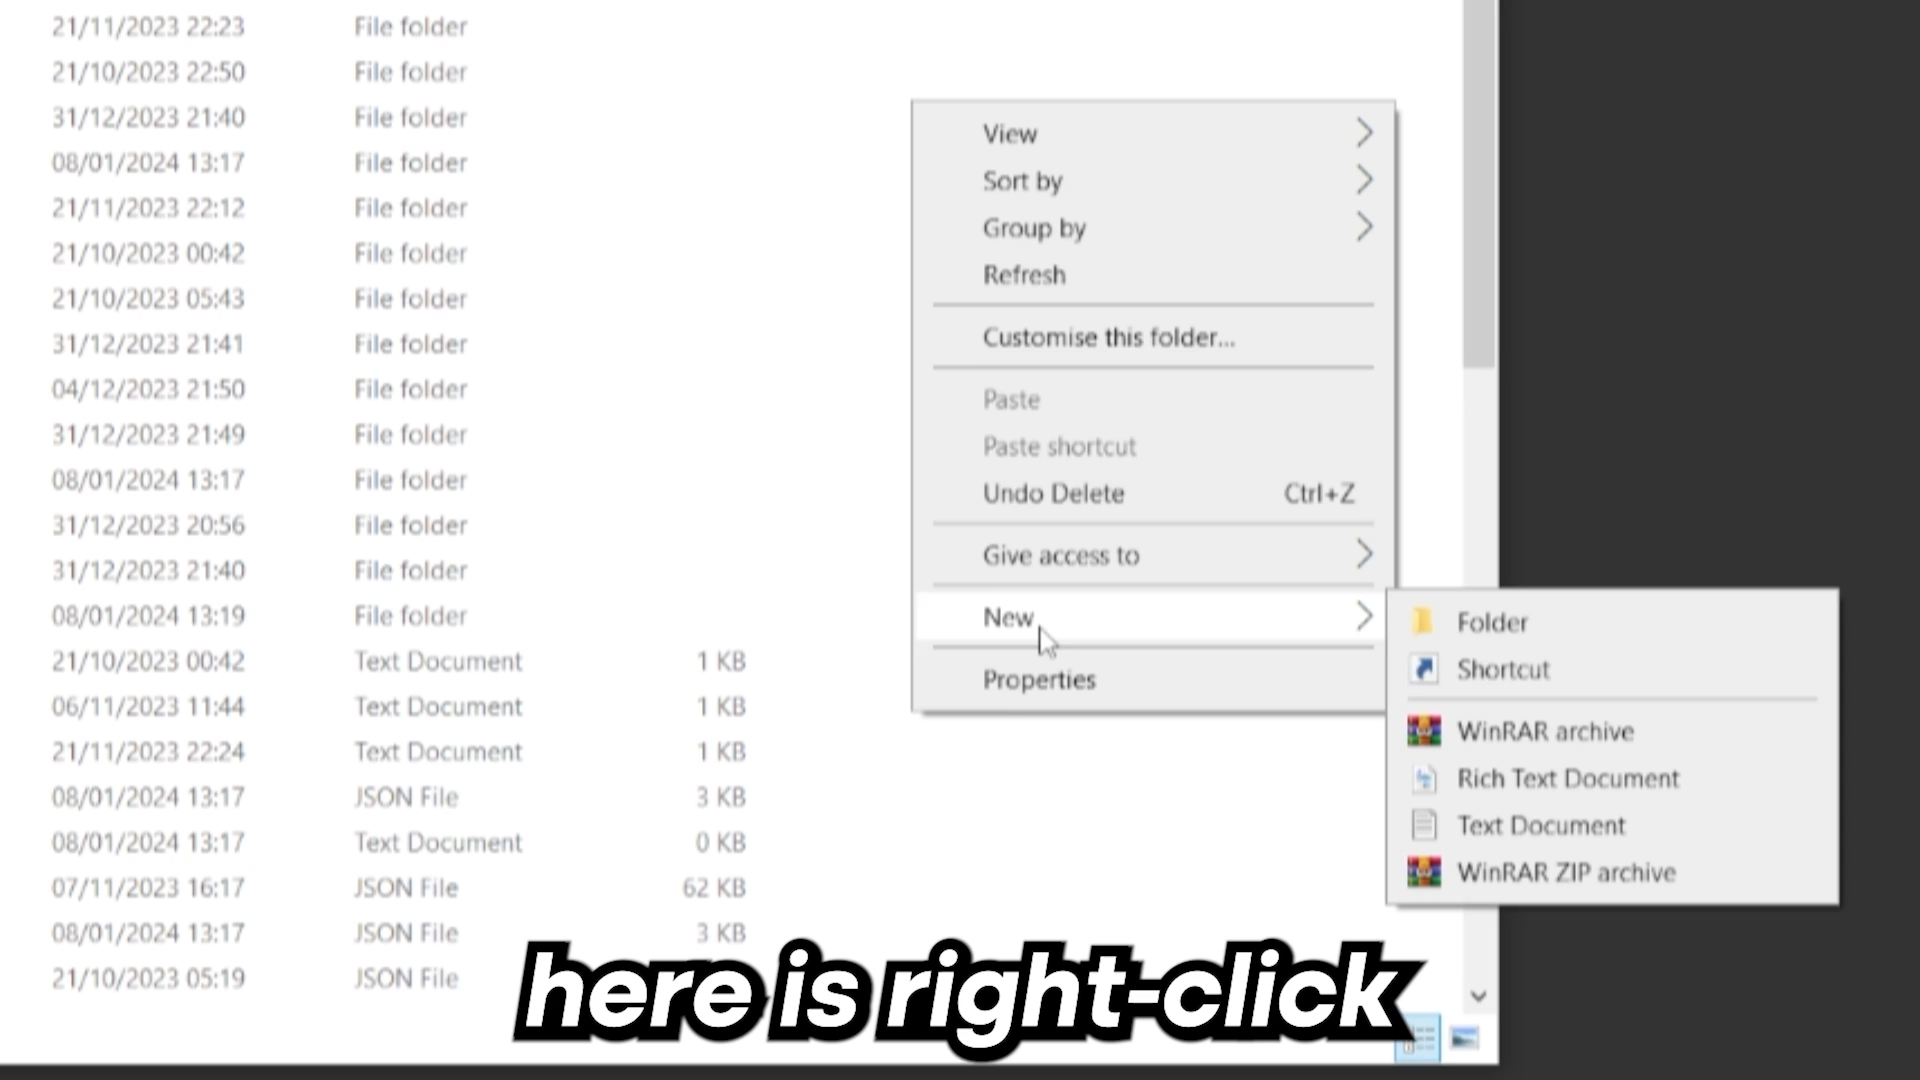 21/11/2023 22:23 File folder
21/10/2023 22:50 File folder
31/12/2023 21:40 File folder
08/01/2024 13:17 File folder
21/11/2023 22:12 File folder
21/10/2023 00:42 File folder
21/10/2023 05:43 File folder
31/12/2023 21:41 File folder
04/12/2023 21:50 File folder
31/12/2023 21:49 File folder
08/01/2024 13:17 File folder
31/12/2023 20:56 File folder
31/12/2023 21:40 File folder
08/01/2024 13:19 File folder
21/10/2023 00:42 Text Document 1 KB
06/11/2023 11:44 Text Document 1 KB
21/11/2023 22:24 Text Document 1 KB
08/01/2024 13:17 JSON File 3 KB
08/01/2024 13:17 Text Document 0 KB
07/11/2023 16:17 JSON File 62 KB
08/01/2024 13:17 JSON File 3 KB
21/10/2023 05:19 JSON File
View
Sort by
Group by
Refresh
Customise this folder...
Paste
Paste shortcut
Undo Delete Ctrl+Z
Give access to
New
Properties
Folder
Shortcut
WinRAR archive
Rich Text Document
Text Document
WinRAR ZIP archive
here is right-click